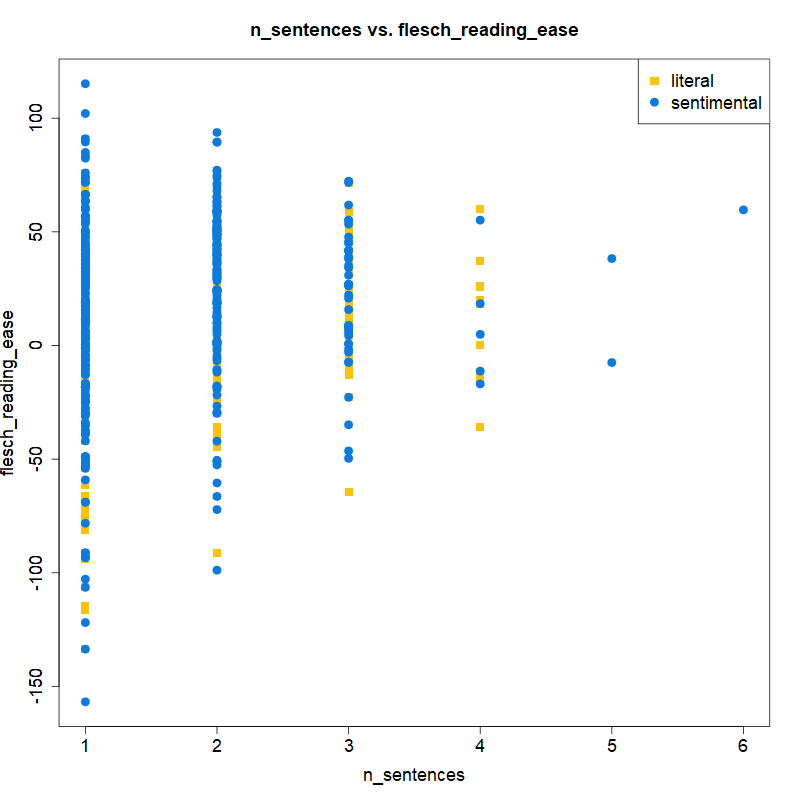 n_sentences vs. flesch_reading_ease
literal
sentimental
flesch_reading_ease
100
50
0
-50
-100
-150
1 2 3 4 5 6
n_sentences